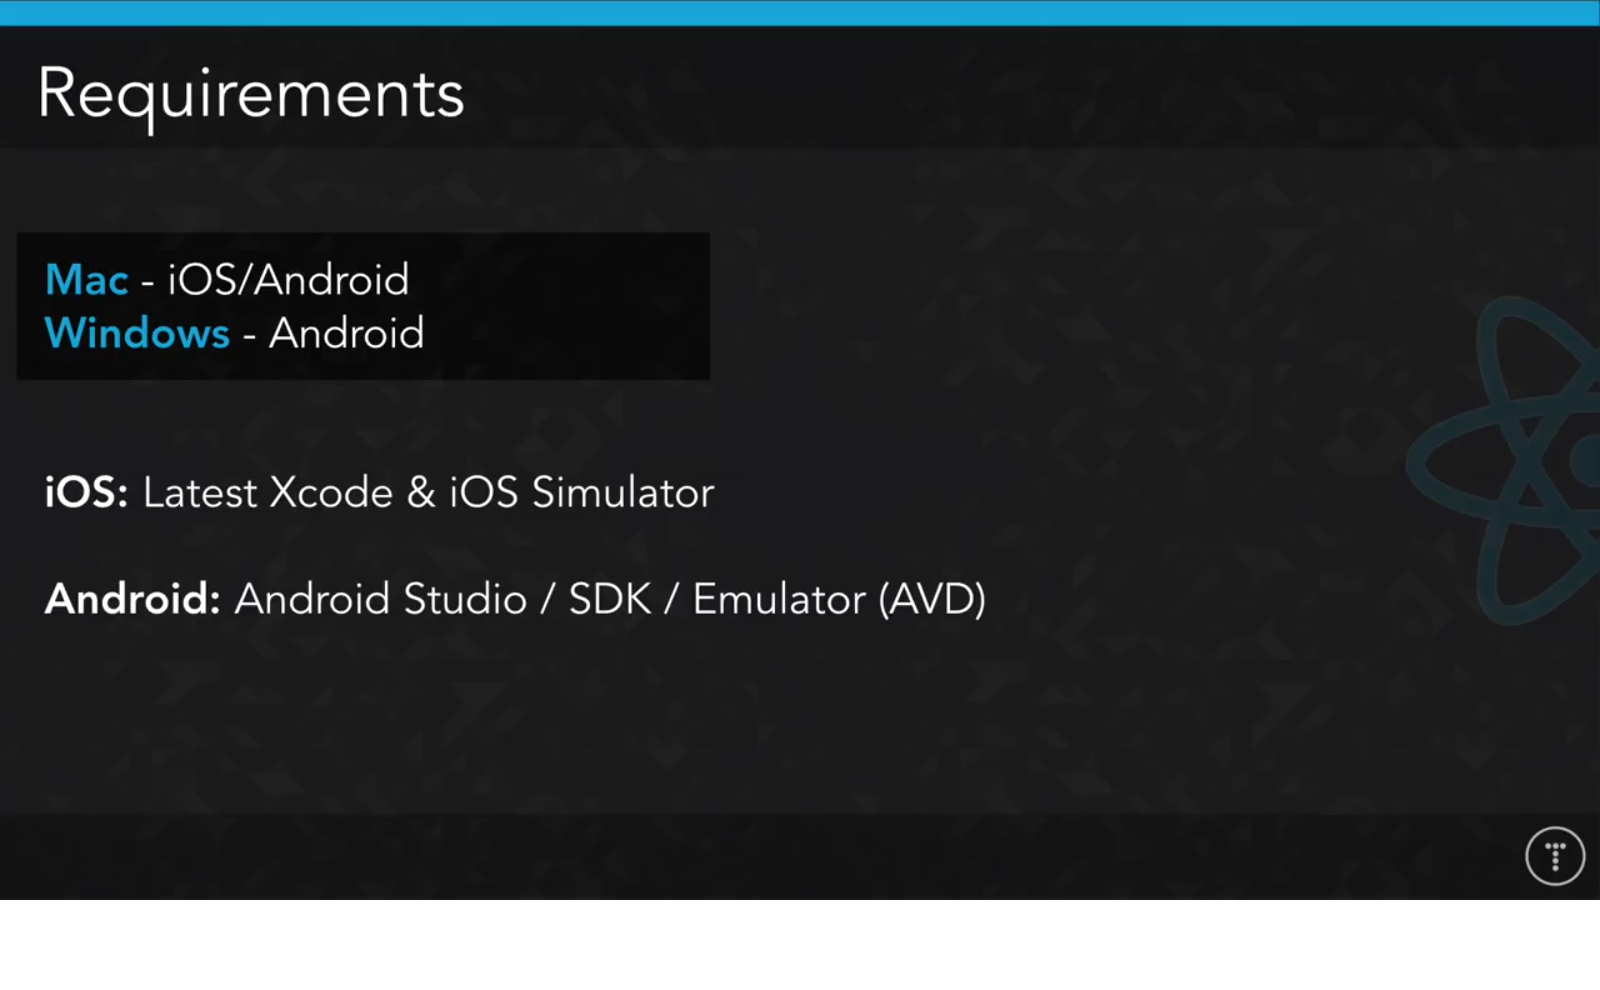 Requirements
Mac - iOS/Android
Windows - Android
iOS: Latest Xcode & iOS Simulator
Android: Android Studio / SDK / Emulator (AVD)